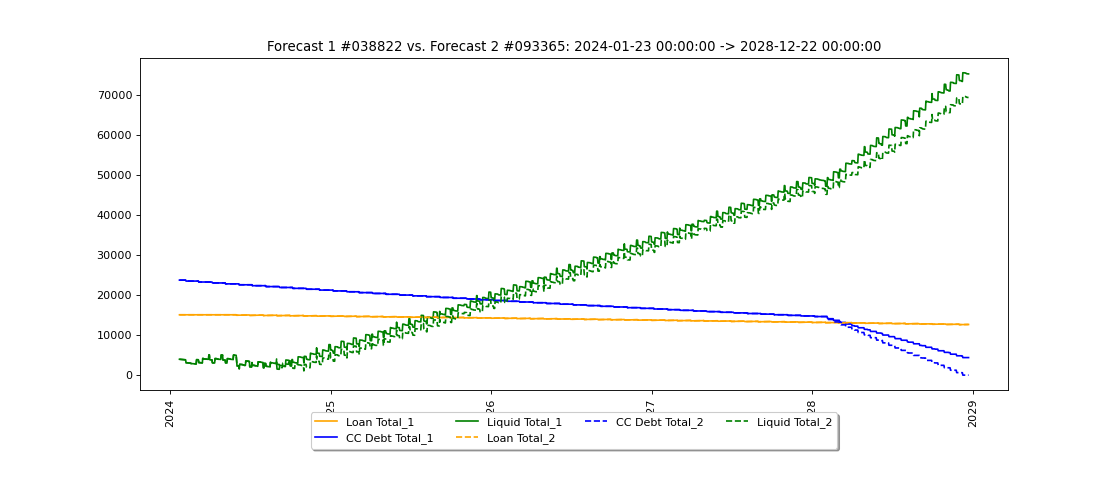 Forecast 1 #038822 vs. Forecast 2 #093365: 2024-01-23 00:00:00 -> 2028-12-22 00:00:00
70000
60000
50000
40000
30000
20000
10000
0
2024
25
26
27
28
2029
Loan Total_1
Liquid Total_1
CC Debt Total_2
Liquid Total_2
CC Debt Total_1
Loan Total_2